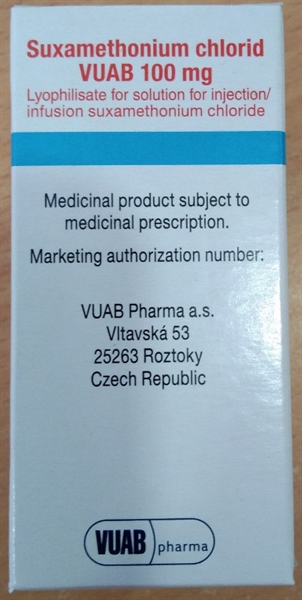 Suxamethonium chlorid
VUAB 100 mg
Lyophilisate for solution for injection/
infusion suxamethonium chloride
Medicinal product subject to
medicinal prescription.
Marketing authorization number:
VUAB Pharma a.s.
Vltavská 53
25263 Roztoky
Czech Republic
VUAB pharma